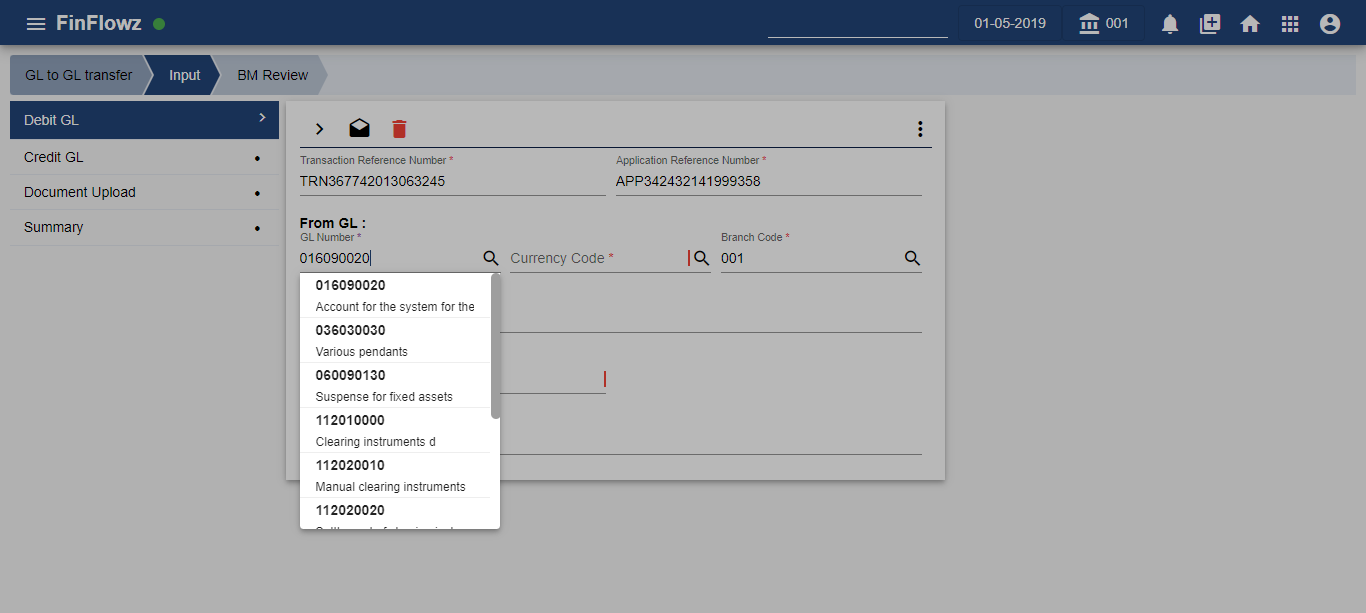 FinFlowz
01-05-2019
001
GL to GL transfer
Input
BM Review
Debit GL
Credit GL
Document Upload
Summary
Transaction Reference Number *
Application Reference Number *
TRN367742013063245
APP342432141999358
From GL :
GL Number *
Branch Code *
016090020
Currency Code *
001
016090020
Account for the system for the
036030030
Various pendants
060090130
Suspense for fixed assets
112010000
Clearing instruments d
112020010
Manual clearing instruments
112020020